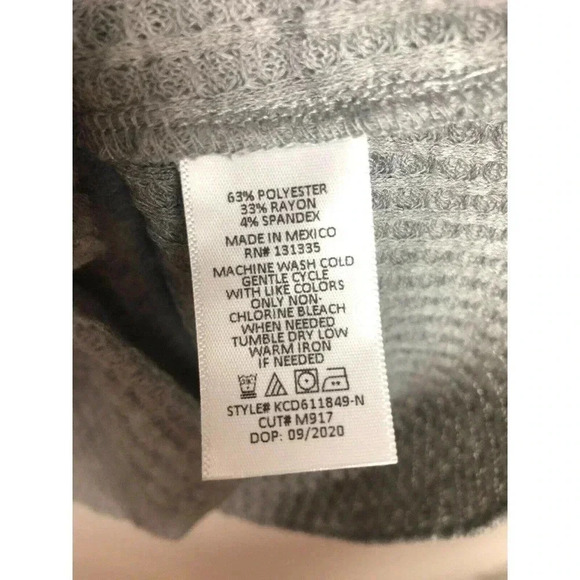 63% POLYESTER
33% RAYON
4% SPANDEX
MADE IN MEXICO
RN# 131335
MACHINE WASH COLD
GENTLE CYCLE
WITH LIKE COLORS
ONLY NON-
CHLORINE BLEACH
WHEN NEEDED
TUMBLE DRY LOW
WARM IRON
IF NEEDED
STYLE# KCD611849-N
CUT# M917
DOP: 09/2020